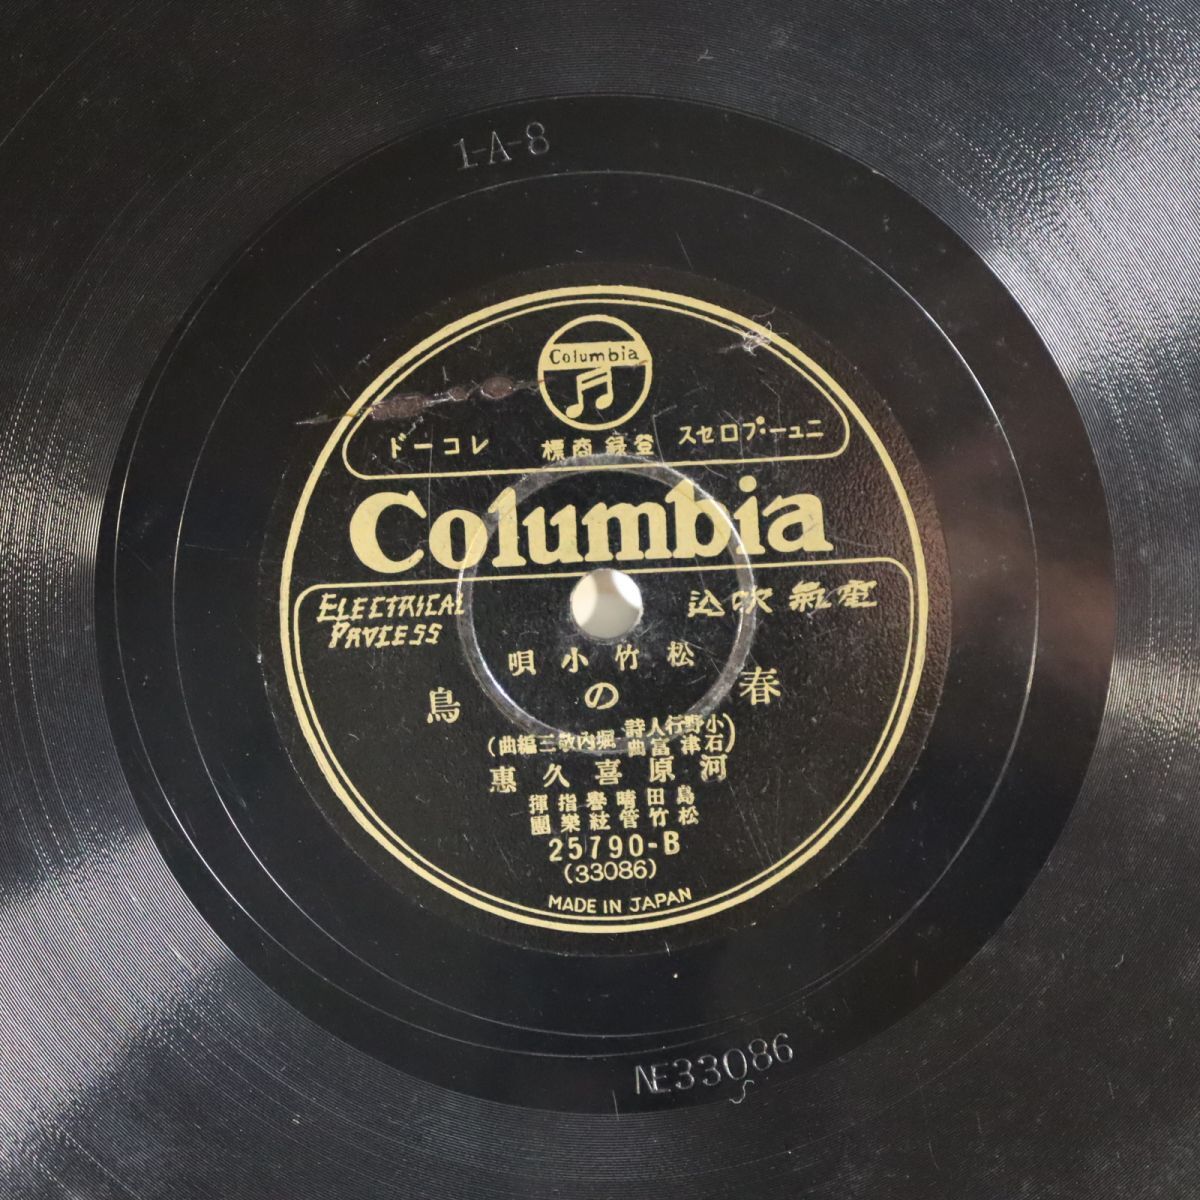 1-A-8
Columbia
ニュー・プロセス 登録商標 レコード
Columbia
ELECTRICAL PROCESS
電氣吹込
松竹小唄
春の鳥
(小野行人詩 石津富曲 堀内敬三編曲)
河原喜久惠
島田晴譽指揮
松竹管絃樂團
25790-B
(33086)
MADE IN JAPAN
NE33086
S